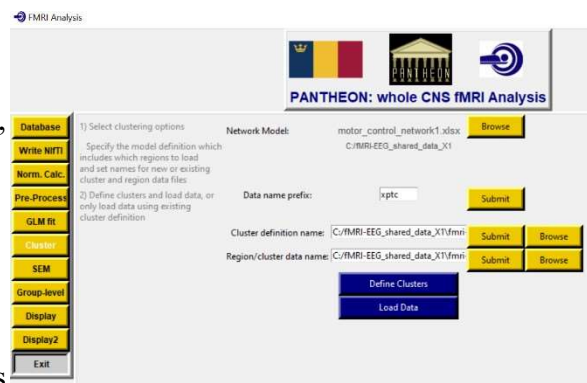 FMRI Analysis
PANTHEON
PANTHEON: whole CNS fMRI Analysis
Database
Write NIfTI
Norm. Calc.
Pre-Process
GLM fit
Cluster
SEM
Group-level
Display
Display2
Exit
1) Select clustering options
Specify the model definition which
includes which regions to load
and set names for new or existing
cluster and region data files
2) Define clusters and load data, or
only load data using existing
cluster definition
Network Model: motor_control_network1.xlsx Browse
C:/fMRI-EEG_shared_data_X1
Data name prefix: xptc Submit
Cluster definition name: C:/fMRI-EEG_shared_data_X1\fmri- Submit Browse
Region/cluster data name: C:/fMRI-EEG_shared_data_X1\fmri- Submit Browse
Define Clusters
Load Data